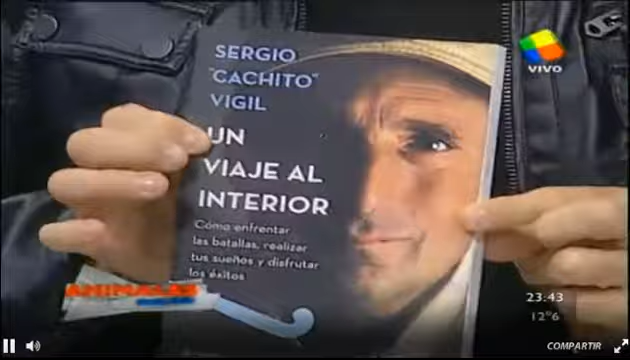 SERGIO
"CACHITO"
VIGIL
UN
VIAJE AL
INTERIOR
Cómo enfrentar
las batallas, realizar
tus sueños y disfrutar
los éxitos
VIVO
ANIMALES
23:43
12°6
COMPARTIR